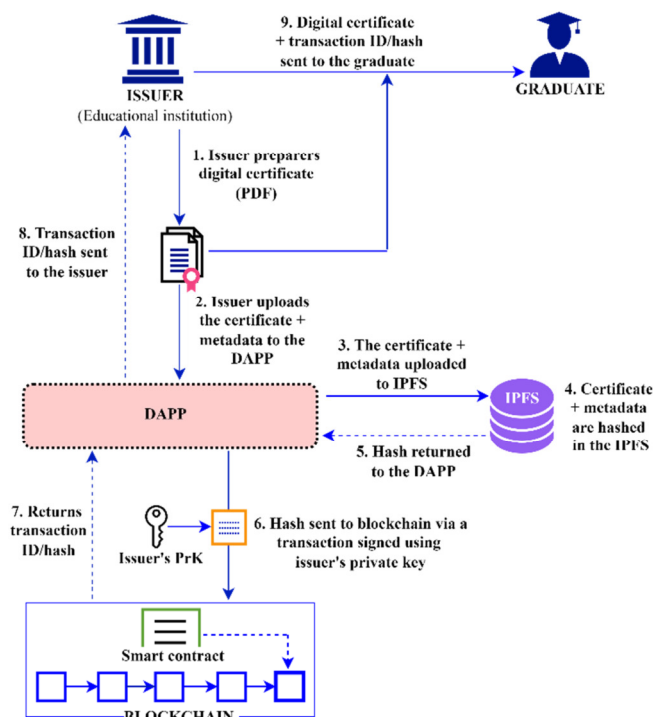 9. Digital certificate
+ transaction ID/hash
sent to the graduate
ISSUER
(Educational institution)
GRADUATE
1. Issuer preparers
digital certificate
(PDF)
8. Transaction
ID/hash sent
to the issuer
2. Issuer uploads
the certificate +
metadata to the
DAPP
3. The certificate +
metadata uploaded
to IPFS
DAPP
IPFS
4. Certificate
+ metadata
are hashed
in the IPFS
5. Hash returned
to the DAPP
7. Returns
transaction
ID/hash
Issuer's PrK
6. Hash sent to blockchain via a
transaction signed using
issuer's private key
Smart contract
BLOCKCHAIN